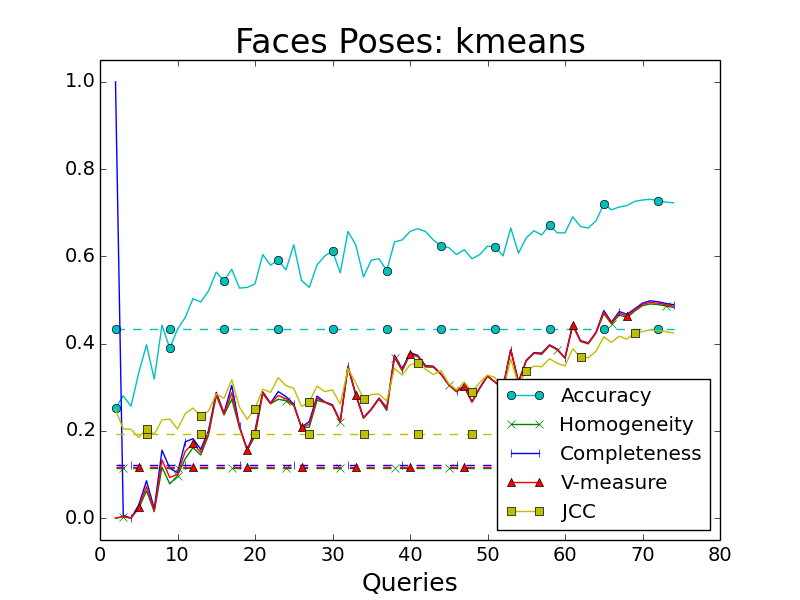 Faces Poses: kmeans
1.0
0.8
0.6
0.4
0.2
0.0
0 10 20 30 40 50 60 70 80
Queries
Accuracy
Homogeneity
Completeness
V-measure
JCC